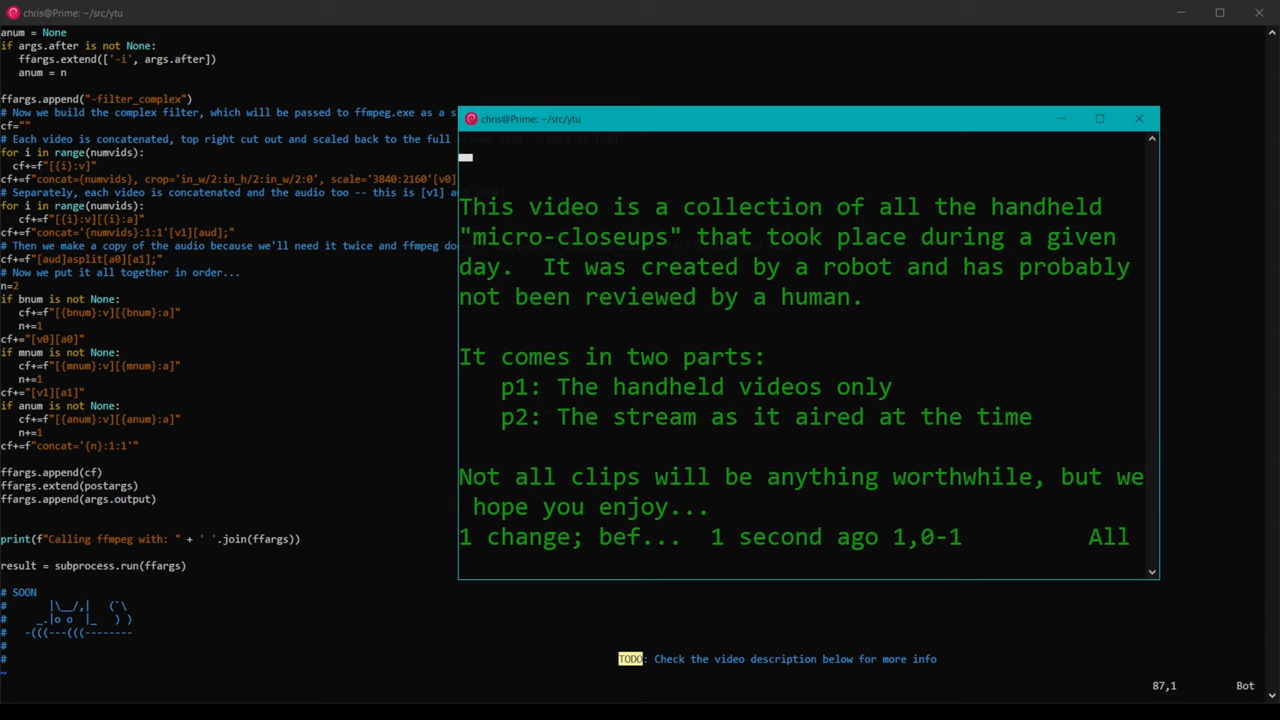 chris@Prime: ~/src/ytu
anum = None
if args.after is not None:
   ffargs.extend(['-i', args.after])
   anum = n
ffargs.append("-filter_complex")
# Now we build the complex filter, which will be passed to ffmpeg.exe as a s
cf=""
# Each video is concatenated, top right cut out and scaled back to the full
for i in range(numvids):
  cf+=f"[{i}:v]"
cf+=f"concat={numvids}, crop='in_w/2:in_h/2:in_w/2:0', scale='3840:2160'[v0]
# Separately, each video is concatenated and the audio too -- this is [v1] a
for i in range(numvids):
   cf+=f"[{i}:v][{i}:a]"
cf+=f"concat='{numvids}:1:1'[v1][aud];"
# Then we make a copy of the audio because we'll need it twice and ffmpeg do
cf+=f"[aud]asplit[a0][a1];"
# Now we put it all together in order...
n=2
if bnum is not None:
   cf+=f"[{bnum}:v][{bnum}:a]"
   n+=1
cf+="[v0][a0]"
if mnum is not None:
   cf+=f"[{mnum}:v][{mnum}:a]"
   n+=1
cf+="[v1][a1]"
if anum is not None:
   cf+=f"[{anum}:v][{anum}:a]"
   n+=1
cf+=f"concat='{n}:1:1'"
ffargs.append(cf)
ffargs.extend(postargs)
ffargs.append(args.output)
print(f"Calling ffmpeg with: " + ' '.join(ffargs))
result = subprocess.run(ffargs)
# SOON
#      |\__/,|   (`\
#    _.|o o  |_   ) )
#  -(((---(((--------
#
#
~
chris@Prime: ~/src/ytu
This video is a collection of all the handheld
"micro-closeups" that took place during a given
day.  It was created by a robot and has probably
not been reviewed by a human.
It comes in two parts:
   p1: The handheld videos only
   p2: The stream as it aired at the time
Not all clips will be anything worthwhile, but we
 hope you enjoy...
1 change; bef...  1 second ago 1,0-1         All
TODO: Check the video description below for more info
87,1         Bot